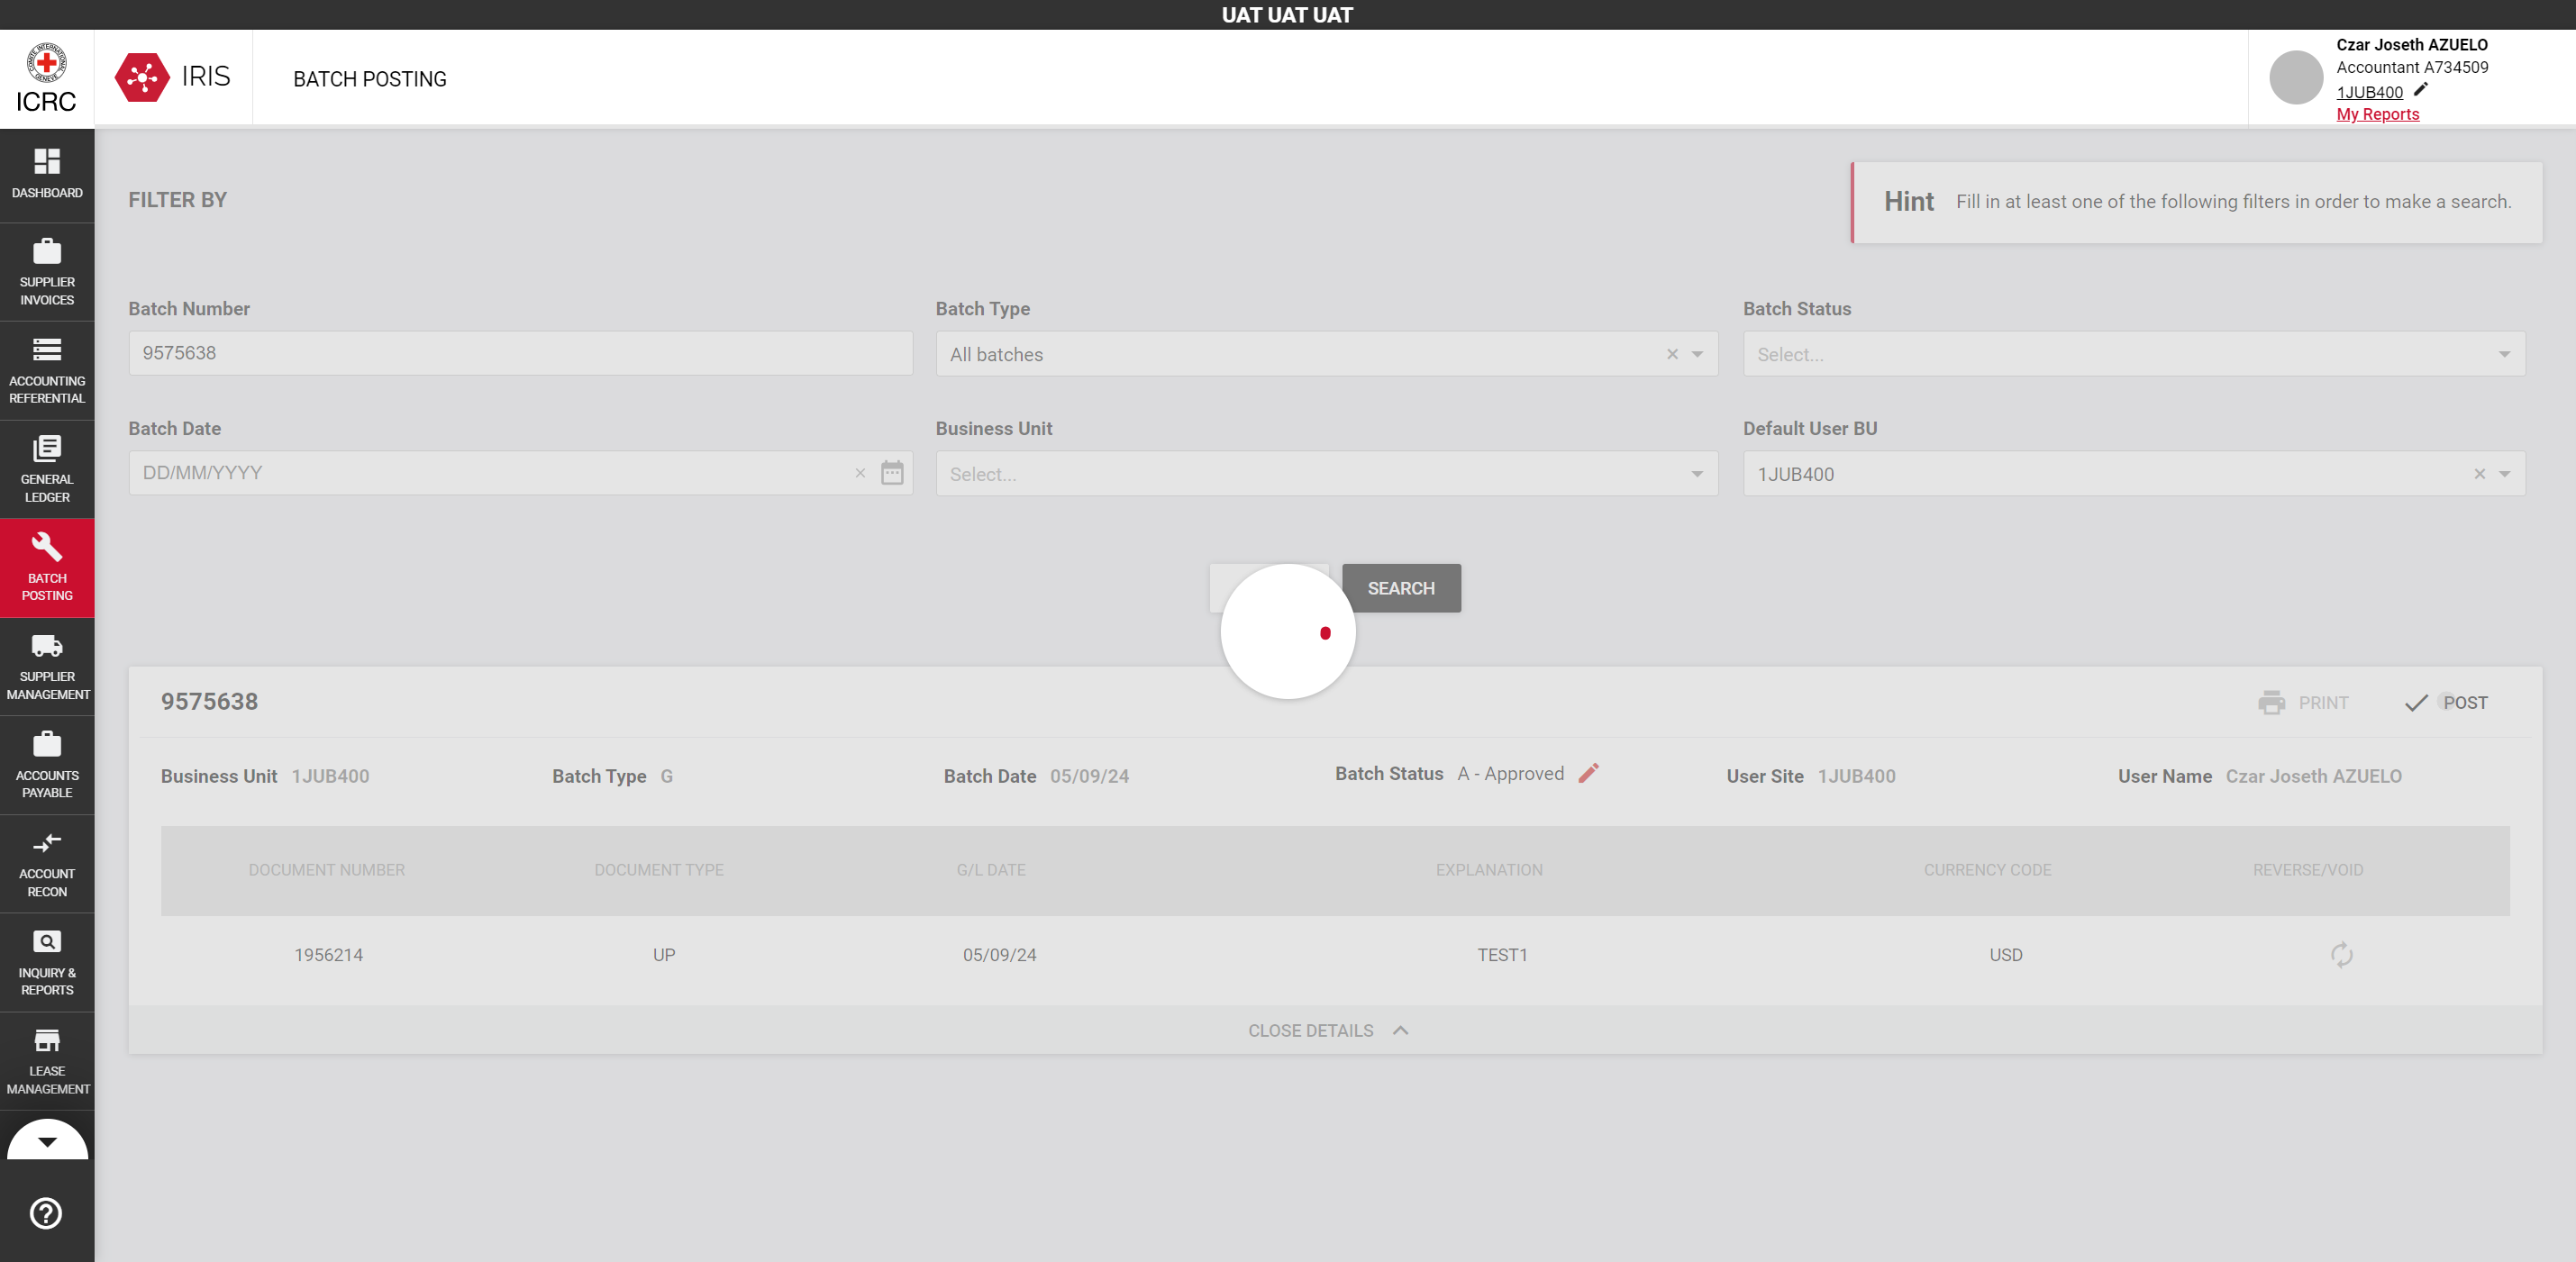 UAT UAT UAT
ICRC
IRIS
BATCH POSTING
Czar Joseth AZUELO
Accountant A734509
1JUB400
My Reports
DASHBOARD
SUPPLIER
INVOICES
ACCOUNTING
REFERENTIAL
GENERAL
LEDGER
BATCH
POSTING
SUPPLIER
MANAGEMENT
ACCOUNTS
PAYABLE
ACCOUNT
RECON
INQUIRY &
REPORTS
LEASE
MANAGEMENT
FILTER BY
Hint Fill in at least one of the following filters in order to make a search.
Batch Number Batch Type Batch Status
9575638 All batches Select...
Batch Date Business Unit Default User BU
DD/MM/YYYY Select... 1JUB400
SEARCH
9575638 PRINT POST
Business Unit 1JUB400 Batch Type G Batch Date 05/09/24 Batch Status A - Approved User Site 1JUB400 User Name Czar Joseth AZUELO
DOCUMENT NUMBER DOCUMENT TYPE G/L DATE EXPLANATION CURRENCY CODE REVERSE/VOID
1956214 UP 05/09/24 TEST1 USD
CLOSE DETAILS